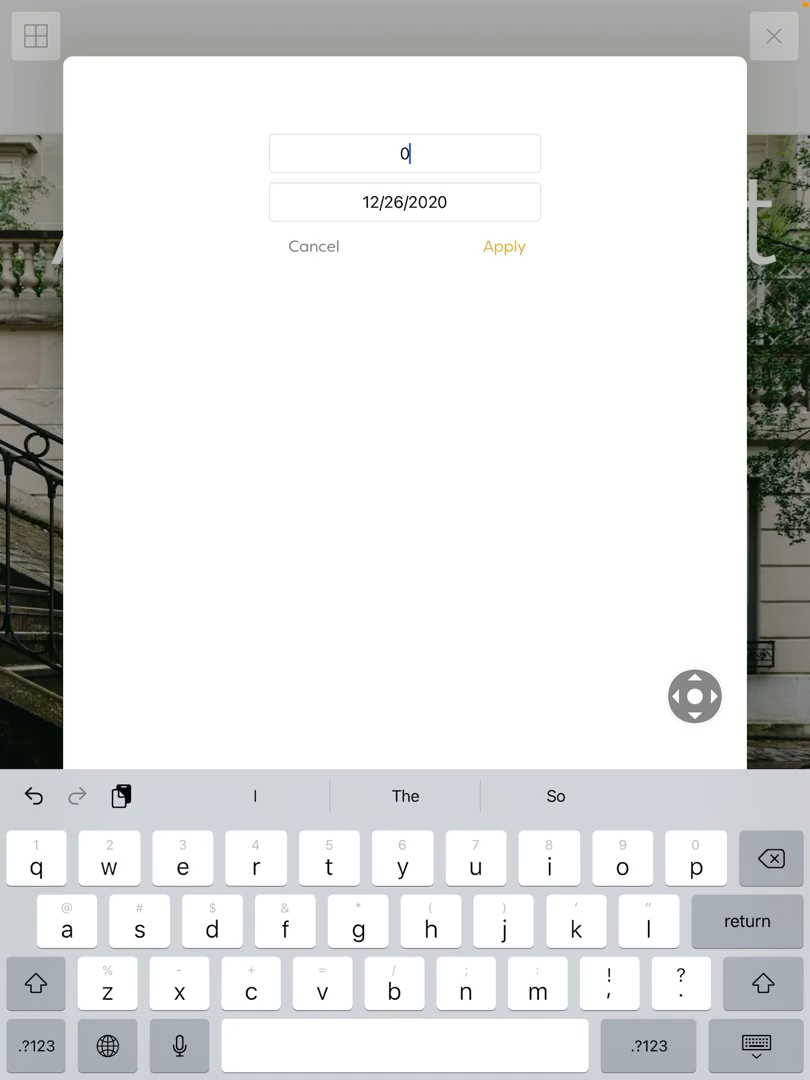 t
0
12/26/2020
Cancel Apply
I The So
1 2 3 4 5 6 7 8 9 0
q w e r t y u i o p
@ # $ & * ( ) ' "
a s d f g h j k l return
% - + = / ; : ! ?
z x c v b n m , .
.?123 .?123